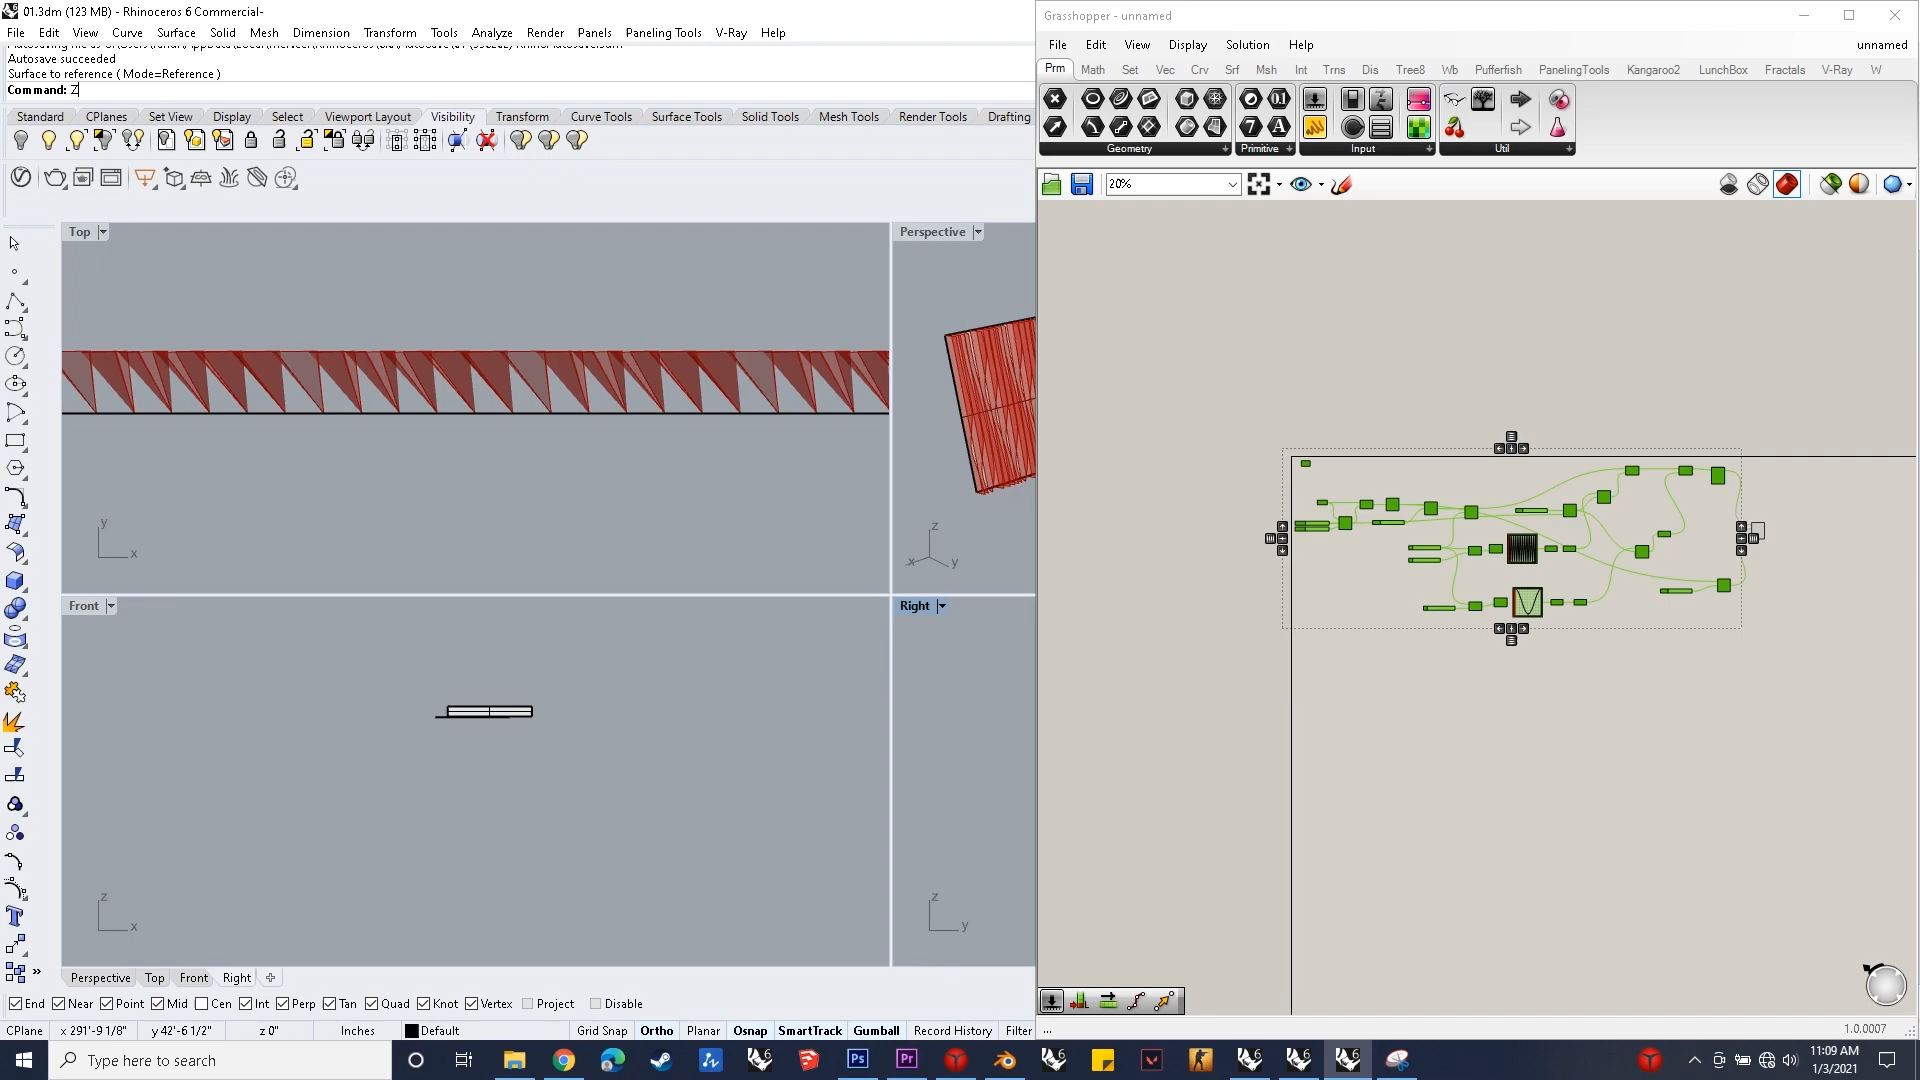 01.3dm (123 MB) - Rhinoceros 6 Commercial-
File Edit View Curve Surface Solid Mesh Dimension Transform Tools Analyze Render Panels Paneling Tools V-Ray Help
Autosave succeeded
Surface to reference ( Mode=Reference )
Command: Z
Standard CPlanes Set View Display Select Viewport Layout Visibility Transform Curve Tools Surface Tools Solid Tools Mesh Tools Render Tools Drafting
Top
Perspective
y
x
z
x
y
Front
Right
z
x
z
y
Perspective Top Front Right
End Near Point Mid Cen Int Perp Tan Quad Knot Vertex Project Disable
CPlane x 291'-9 1/8" y 42'-6 1/2" z 0" Inches Default Grid Snap Ortho Planar Osnap SmartTrack Gumball Record History Filter
Grasshopper - unnamed
File Edit View Display Solution Help unnamed
Prm Math Set Vec Crv Srf Msh Int Trns Dis Tree8 Wb Pufferfish PanelingTools Kangaroo2 LunchBox Fractals V-Ray W
Geometry Primitive Input Util
20%
... 1.0.0007
Type here to search
11:09 AM
1/3/2021